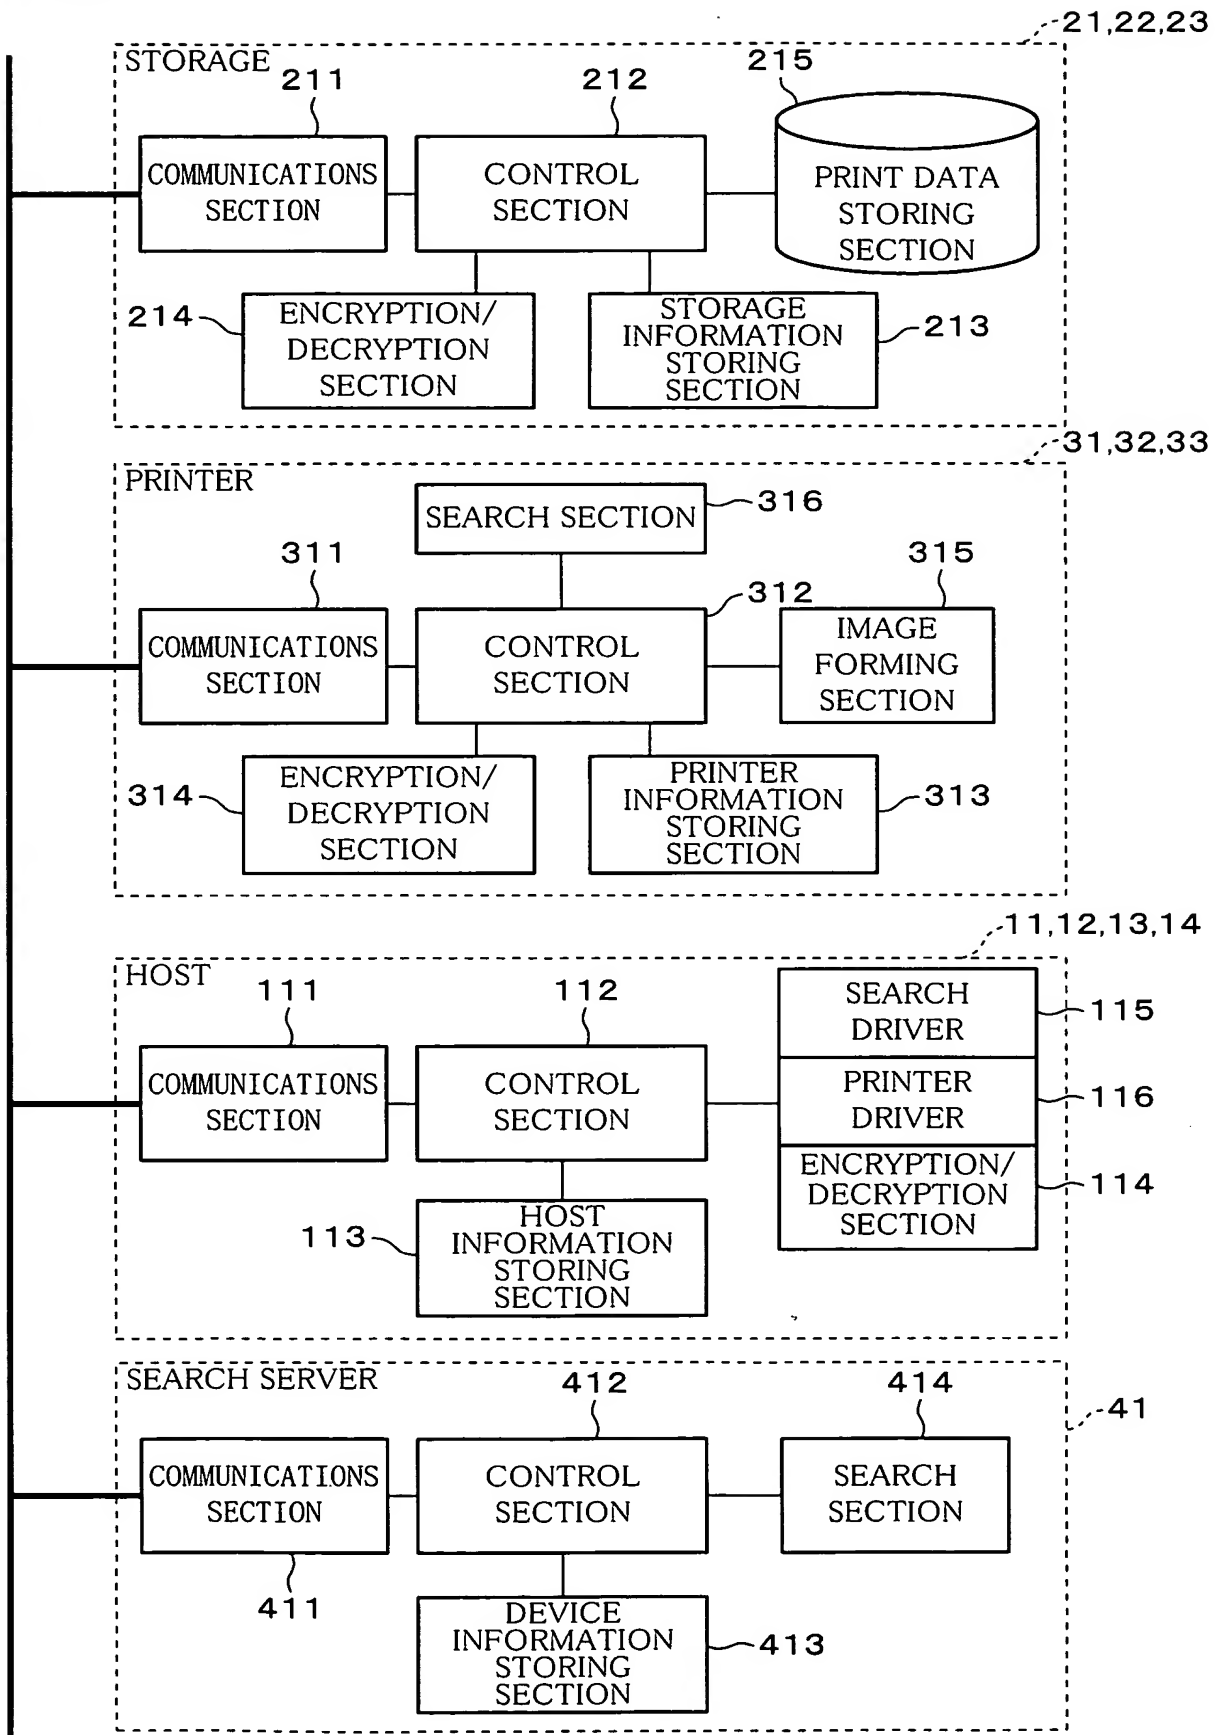 21,22,23
STORAGE
211
212
215
COMMUNICATIONS
SECTION
CONTROL
SECTION
PRINT DATA
STORING
SECTION
214
ENCRYPTION/
DECRYPTION
SECTION
STORAGE
INFORMATION
STORING
SECTION
213
31,32,33
PRINTER
SEARCH SECTION
316
311
312
315
COMMUNICATIONS
SECTION
CONTROL
SECTION
IMAGE
FORMING
SECTION
314
ENCRYPTION/
DECRYPTION
SECTION
PRINTER
INFORMATION
STORING
SECTION
313
11,12,13,14
HOST
111
112
SEARCH
DRIVER
115
COMMUNICATIONS
SECTION
CONTROL
SECTION
PRINTER
DRIVER
116
ENCRYPTION/
DECRYPTION
SECTION
114
113
HOST
INFORMATION
STORING
SECTION
SEARCH SERVER
412
414
41
COMMUNICATIONS
SECTION
CONTROL
SECTION
SEARCH
SECTION
411
DEVICE
INFORMATION
STORING
SECTION
413